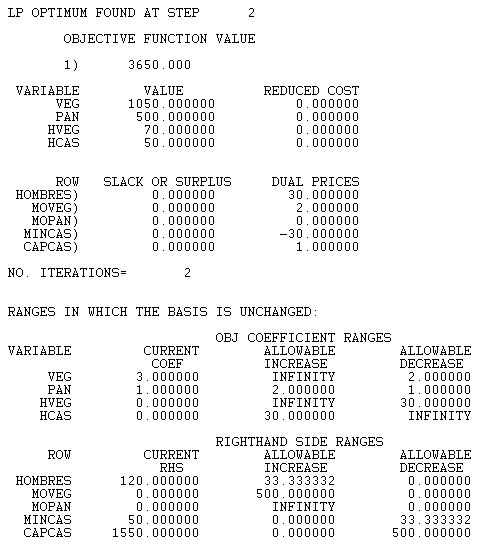 LP OPTIMUM FOUND AT STEP 2
OBJECTIVE FUNCTION VALUE
1) 3650.000
VARIABLE VALUE REDUCED COST
VEG 1050.000000 0.000000
PAN 500.000000 0.000000
HVEG 70.000000 0.000000
HCAS 50.000000 0.000000
ROW SLACK OR SURPLUS DUAL PRICES
HOMBRES) 0.000000 30.000000
MOVEG) 0.000000 2.000000
MOPAN) 0.000000 0.000000
MINCAS) 0.000000 -30.000000
CAPCAS) 0.000000 1.000000
NO. ITERATIONS= 2
RANGES IN WHICH THE BASIS IS UNCHANGED:
OBJ COEFFICIENT RANGES
VARIABLE CURRENT ALLOWABLE ALLOWABLE
COEF INCREASE DECREASE
VEG 3.000000 INFINITY 2.000000
PAN 1.000000 2.000000 1.000000
HVEG 0.000000 INFINITY 30.000000
HCAS 0.000000 30.000000 INFINITY
RIGHTHAND SIDE RANGES
ROW CURRENT ALLOWABLE ALLOWABLE
RHS INCREASE DECREASE
HOMBRES 120.000000 33.333332 0.000000
MOVEG 0.000000 500.000000 0.000000
MOPAN 0.000000 INFINITY 0.000000
MINCAS 50.000000 0.000000 33.333332
CAPCAS 1550.000000 0.000000 500.000000